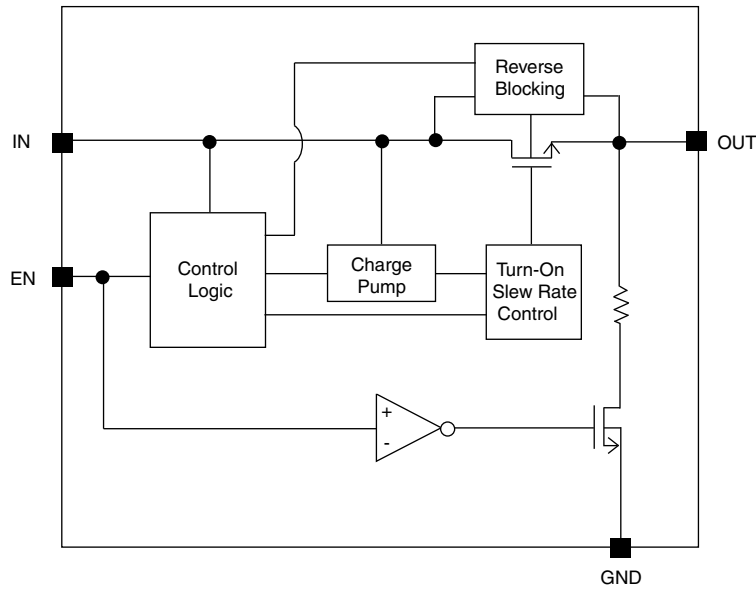 Reverse
Blocking
IN
OUT
EN
Control
Logic
Charge
Pump
Turn-On
Slew Rate
Control
+
-
GND